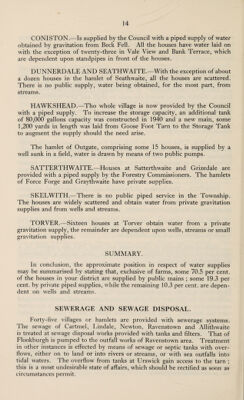 14
CONISTON.—Is supplied by the Council with a piped supply of water
obtained by gravitation from Beck Fell. All the houses have water laid on
with the exception of twenty-three in Vale View and Bank Terrace, which
are dependent upon standpipes in front of the houses.
DUNNERDALE AND SEATHWAITE.—With the exception of about
a dozen houses in the hamlet of Seathwaite, all the houses are scattered.
There is no public supply, water being obtained, for the most part, from
streams.
HAWKSHEAD.—The whole village is now provided by the Council
with a piped supply. To increase the storage capacity, an additional tank
of 80,000 gallons capacity was constructed in 1940 and a new main, some
1,200 yards in length was laid from Goose Foot Tarn to the Storage Tank
to augment the supply should the need arise.
The hamlet of Outgate, comprising some 15 houses, is supplied by a
well sunk in a field, water is drawn by means of two public pumps.
SATTERTHWAITE.—Houses at Satterthwaite and Grizedale are
provided with a piped supply by the Forestry Commissioners. The hamlets
of Force Forge and Graythwaite have private supplies.
SKELWITH.—There is no public piped service in the Township.
The houses are widely scattered and obtain water from private gravitation
supplies and from wells and streams.
TORVER.—Sixteen houses at Torver obtain water from a private
gravitation supply, the remainder are dependent upon wells, streams or small
gravitation supplies.
SUMMARY.
In conclusion, the approximate position in respect of water supplies
may be summarised by stating that, exclusive of farms, some 70.5 per cent.
of the houses in your district are supplied by public mains ; some 19.3 per
cent. by private piped supplies, while the remaining 10.3 per cent. are depen-
dent on wells and streams.
SEWERAGE AND SEWAGE DISPOSAL.
Forty-five villages or hamlets are provided with sewerage systems.
The sewage of Cartmel, Lindale, Newton, Ravenstown and Allithwaite
is treated at sewage disposal works provided with tanks and filters. That of
Flookburgh is pumped to the outfall works of Ravenstown area. Treatment
in other instances is effected by means of sewage or septic tanks with over-
flows, either on to land or into rivers or streams, or with sea outfalls into
tidal waters. The overflow from tanks at Urswick gain access to the tarn ;
this is a most undesirable state of affairs, which should be rectified as soon as
circumstances permit.